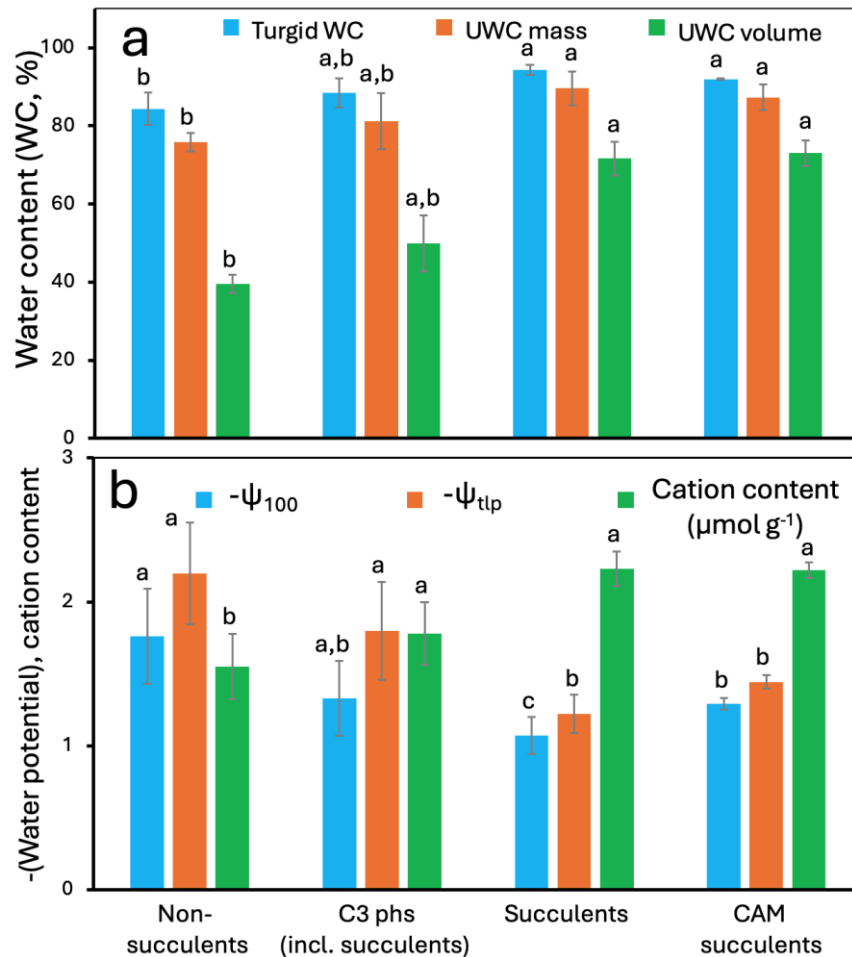 a
Turgid WC UWC mass UWC volume
Water content (WC, %)
100
80
60
40
20
0
b b b
a,b a,b a,b
a a a
a a a
b
-ψ100 -ψtlp Cation content
(µmol g-1)
-(Water potential), cation content
3
2
1
0
a a b
a,b a a
c b a
b b a
Non-
succulents
C3 phs
(incl. succulents)
Succulents
CAM
succulents